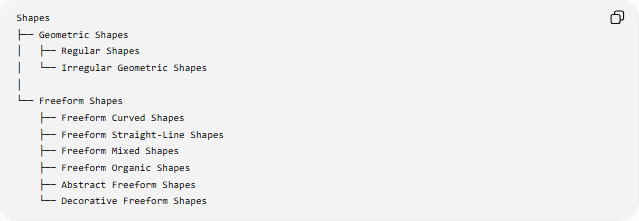 Shapes
├── Geometric Shapes
│   ├── Regular Shapes
│   └── Irregular Geometric Shapes
│
└── Freeform Shapes
    ├── Freeform Curved Shapes
    ├── Freeform Straight-Line Shapes
    ├── Freeform Mixed Shapes
    ├── Freeform Organic Shapes
    ├── Abstract Freeform Shapes
    └── Decorative Freeform Shapes